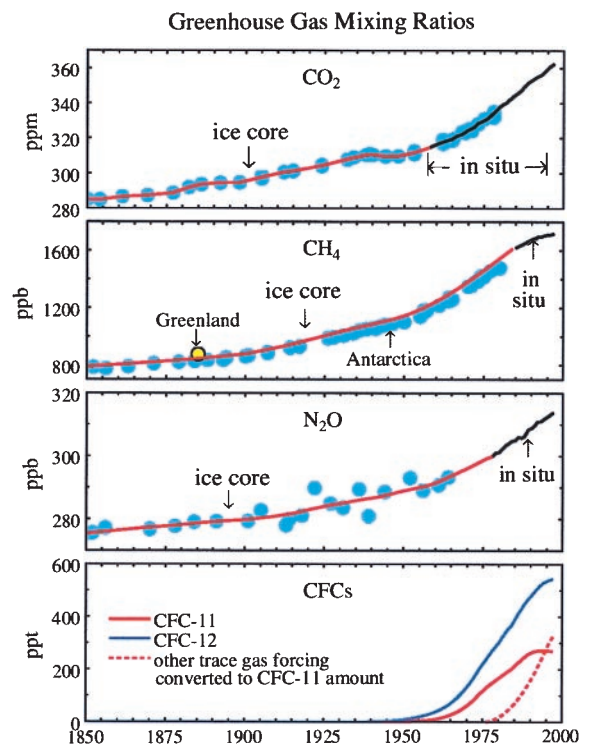 Greenhouse Gas Mixing Ratios
360
CO₂
340
ppm
ice core
320
300
in situ
280
1600
CH₄
ppb
ice core
in
situ
1200
Greenland
Antarctica
800
320
N₂O
ppb
300
ice core
in situ
280
600
CFCs
CFC-11
400
CFC-12
ppt
other trace gas forcing
200
converted to CFC-11 amount
0
1850 1875 1900 1925 1950 1975 2000